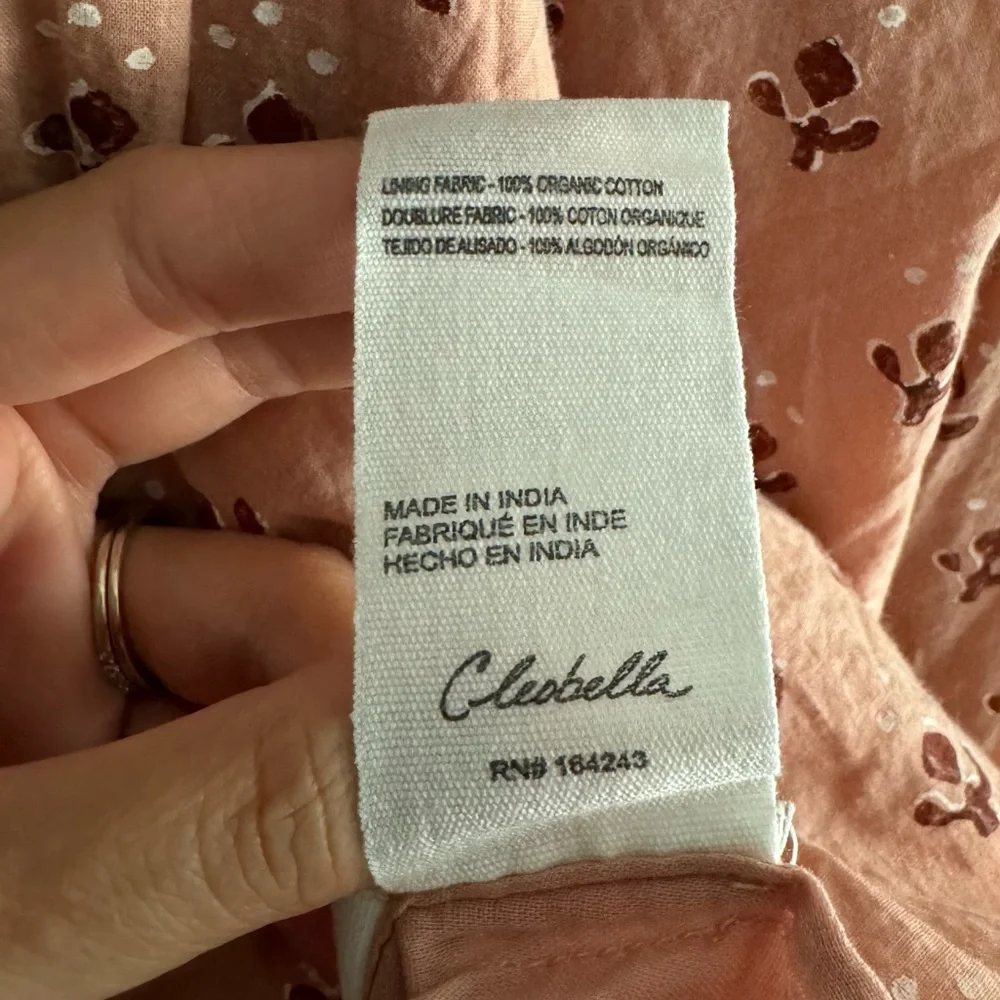 LINING FABRIC - 100% ORGANIC COTTON
DOUBLURE FABRIC - 100% COTON ORGANIQUE
TEJIDO DE ALISADO - 100% ALGODÓN ORGÁNICO
MADE IN INDIA
FABRIQUÉ EN INDE
HECHO EN INDIA
Cleobella
RN# 164243